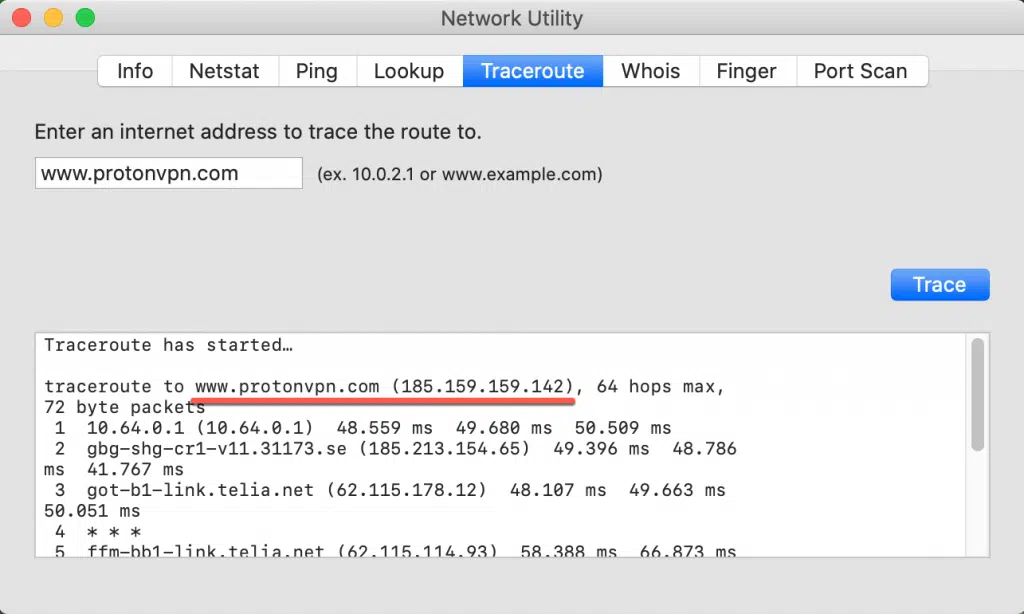 Network Utility
Info Netstat Ping Lookup Traceroute Whois Finger Port Scan
Enter an internet address to trace the route to.
www.protonvpn.com (ex. 10.0.2.1 or www.example.com)
Trace
Traceroute has started…
traceroute to www.protonvpn.com (185.159.159.142), 64 hops max,
72 byte packets
1 10.64.0.1 (10.64.0.1) 48.559 ms 49.680 ms 50.509 ms
2 gbg-shg-cr1-v11.31173.se (185.213.154.65) 49.396 ms 48.786
ms 41.767 ms
3 got-b1-link.telia.net (62.115.178.12) 48.107 ms 49.663 ms
50.051 ms
4 * * *
5 ffm-bb1-link.telia.net (62.115.114.93) 58.388 ms 66.873 ms